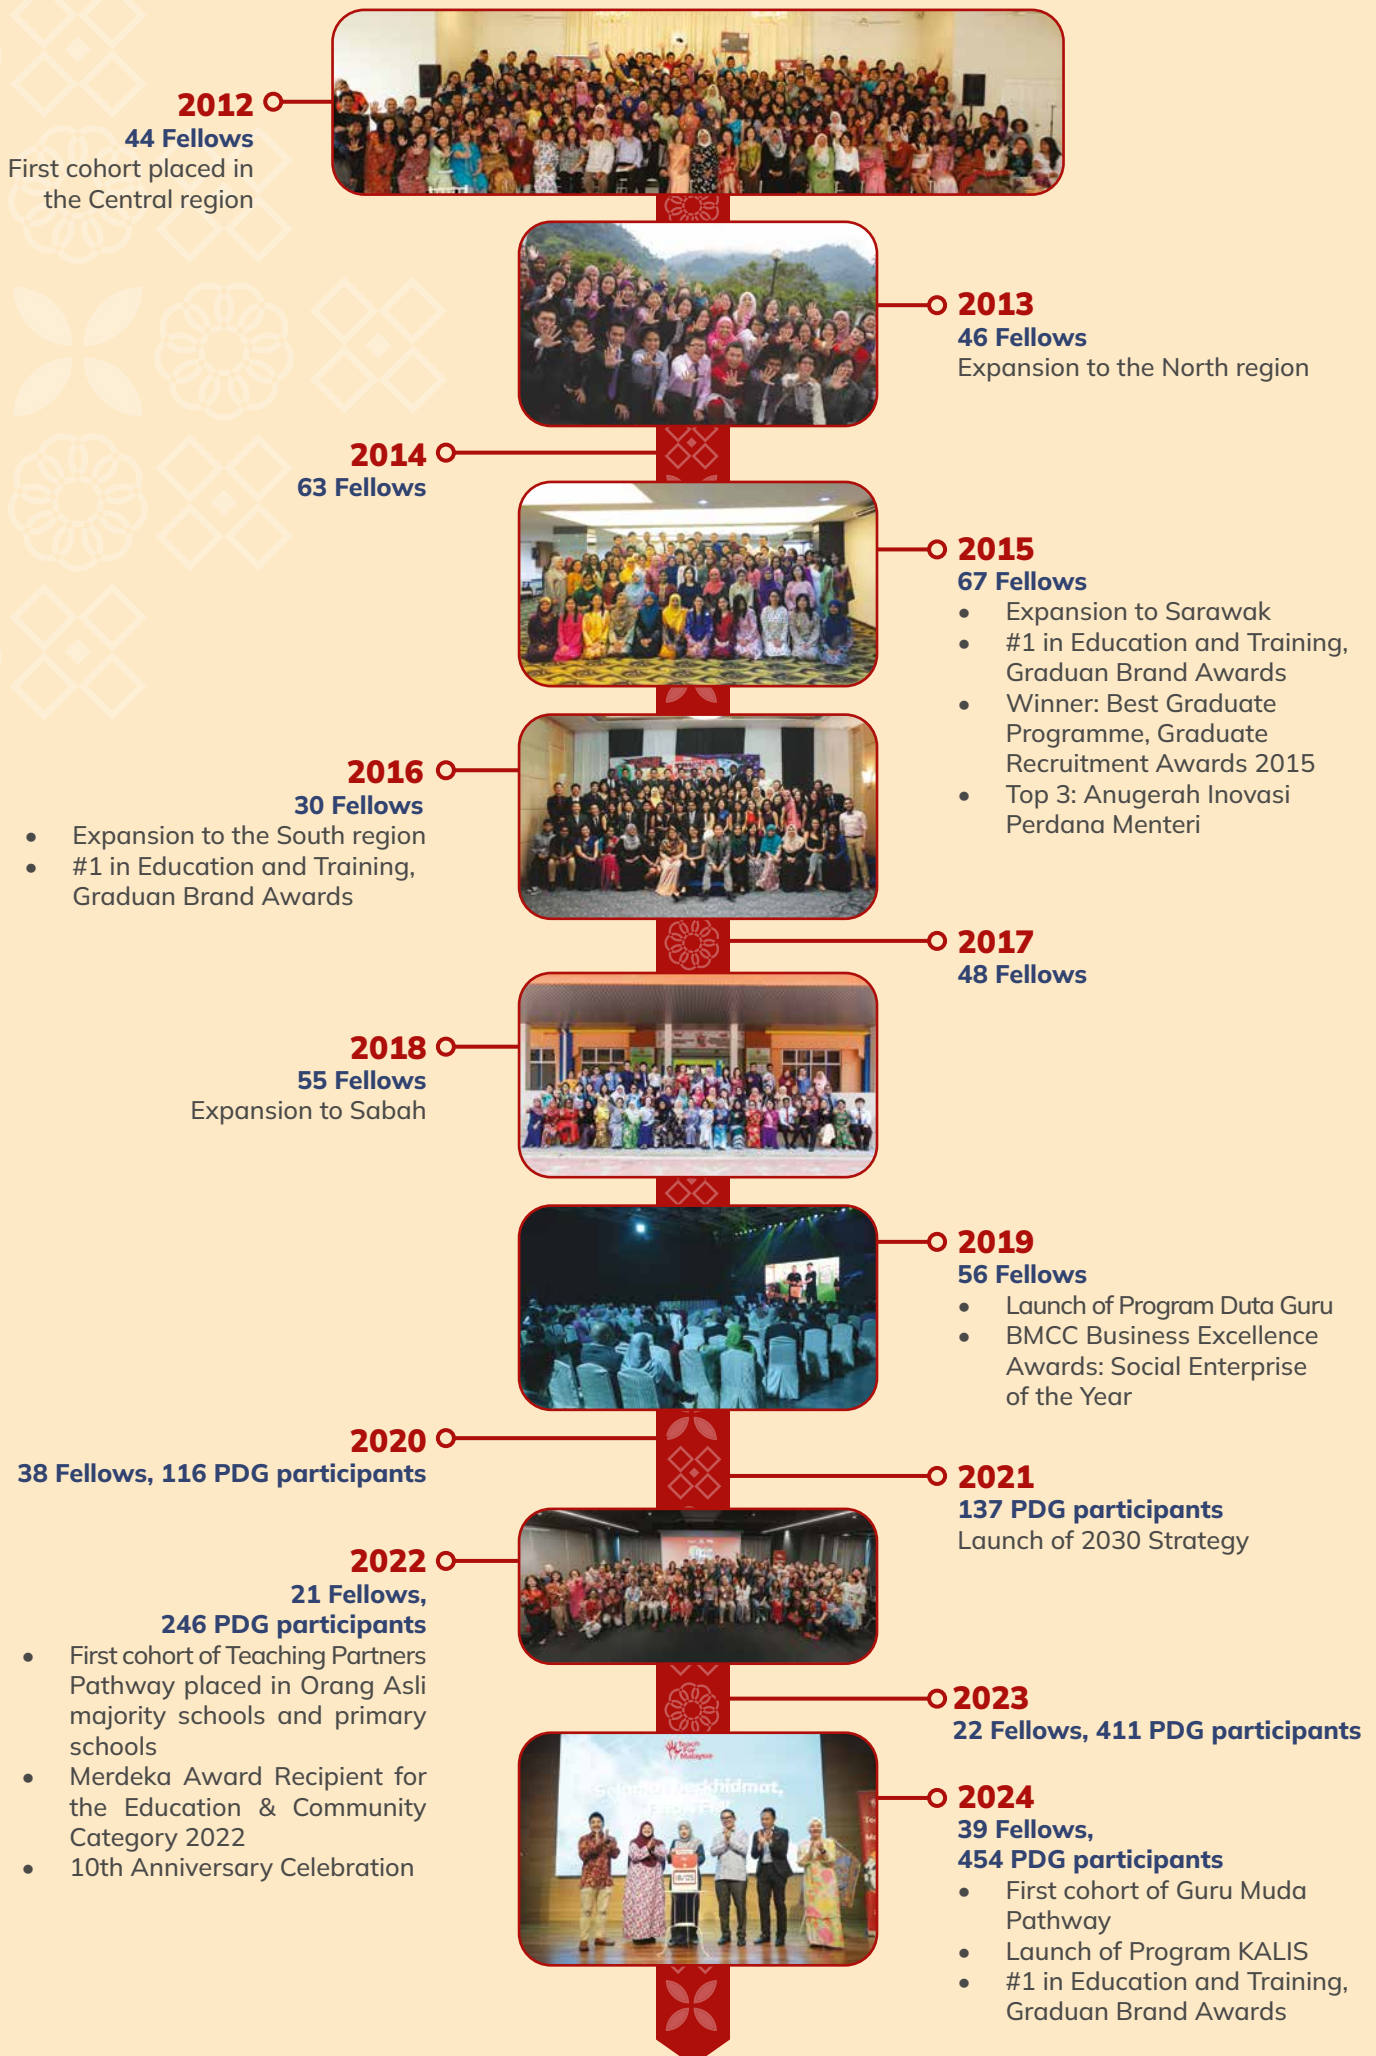 2012
44 Fellows
First cohort placed in
the Central region
2013
46 Fellows
Expansion to the North region
2014
63 Fellows
2015
67 Fellows
• Expansion to Sarawak
• #1 in Education and Training,
Graduan Brand Awards
• Winner: Best Graduate
Programme, Graduate
Recruitment Awards 2015
• Top 3: Anugerah Inovasi
Perdana Menteri
2016
30 Fellows
• Expansion to the South region
• #1 in Education and Training,
Graduan Brand Awards
2017
48 Fellows
2018
55 Fellows
Expansion to Sabah
2019
56 Fellows
• Launch of Program Duta Guru
• BMCC Business Excellence
Awards: Social Enterprise
of the Year
2020
38 Fellows, 116 PDG participants
2021
137 PDG participants
Launch of 2030 Strategy
2022
21 Fellows,
246 PDG participants
• First cohort of Teaching Partners
Pathway placed in Orang Asli
majority schools and primary
schools
• Merdeka Award Recipient for
the Education & Community
Category 2022
• 10th Anniversary Celebration
2023
22 Fellows, 411 PDG participants
Teach
For
Malaysia
2024
39 Fellows,
454 PDG participants
• First cohort of Guru Muda
Pathway
• Launch of Program KALIS
• #1 in Education and Training,
Graduan Brand Awards